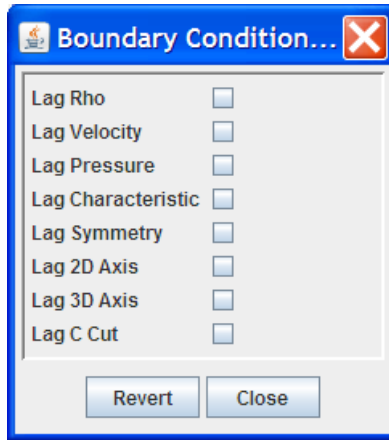 Boundary Condition...
Lag Rho
Lag Velocity
Lag Pressure
Lag Characteristic
Lag Symmetry
Lag 2D Axis
Lag 3D Axis
Lag C Cut
Revert Close